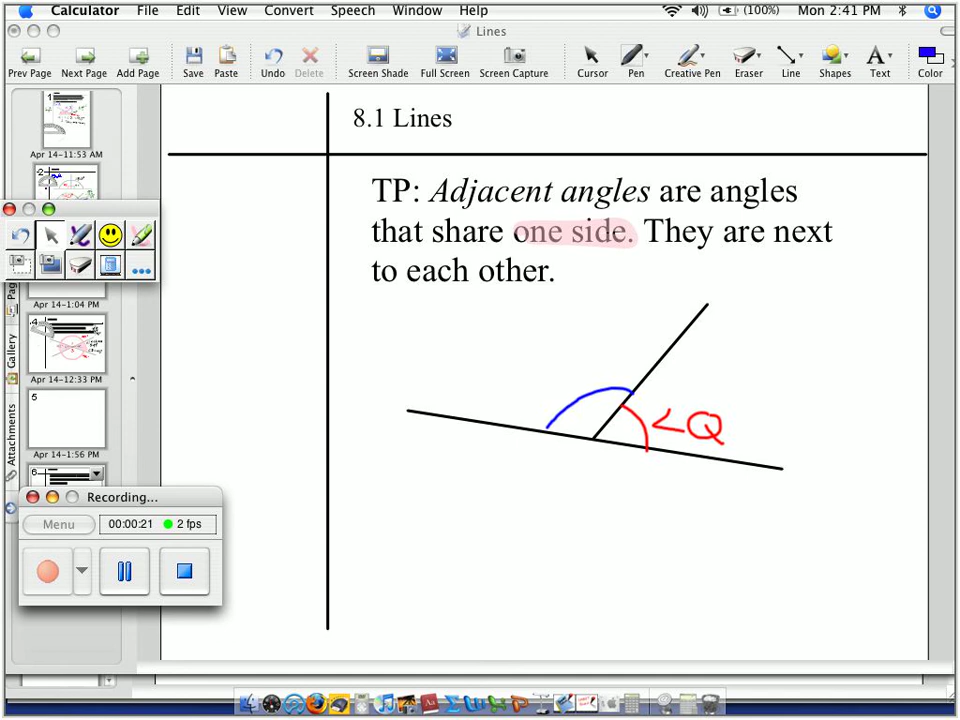 Calculator File Edit View Convert Speech Window Help (100%) Mon 2:41 PM
Lines
Prev Page Next Page Add Page Save Paste Undo Delete Screen Shade Full Screen Screen Capture Cursor Pen Creative Pen Eraser Line Shapes Text Color
1
Apr 14-11:53 AM
2
Apr 14-1:04 PM
4
Apr 14-12:33 PM
5
Apr 14-1:56 PM
6
Gallery
Attachments
Recording...
Menu 00:00:21 2 fps
8.1 Lines
TP: Adjacent angles are angles
that share one side. They are next
to each other.
<Q